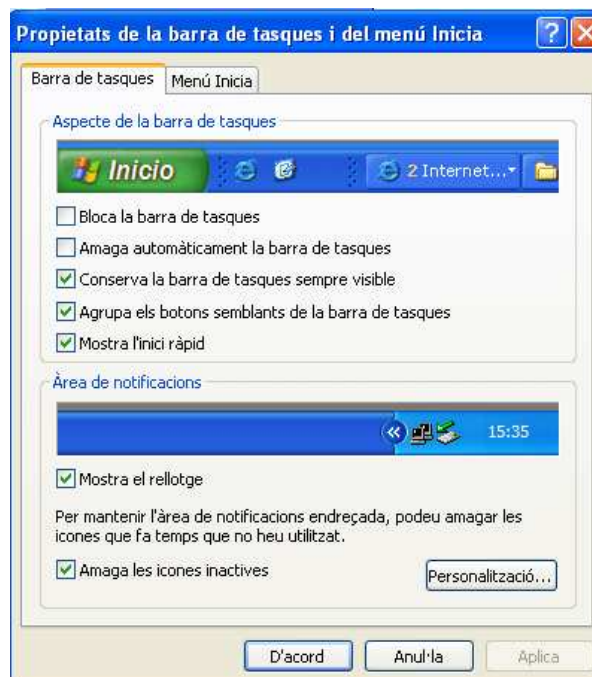 Propietats de la barra de tasques i del menú Inicia
Barra de tasques
Menú Inicia
Aspecte de la barra de tasques
Inicio
2 Internet...
Bloca la barra de tasques
Amaga automàticament la barra de tasques
Conserva la barra de tasques sempre visible
Agrupa els botons semblants de la barra de tasques
Mostra l'inici ràpid
Àrea de notificacions
15:35
Mostra el rellotge
Per mantenir l'àrea de notificacions endreçada, podeu amagar les
icones que fa temps que no heu utilitzat.
Amaga les icones inactives
Personalització...
D'acord
Anul·la
Aplica